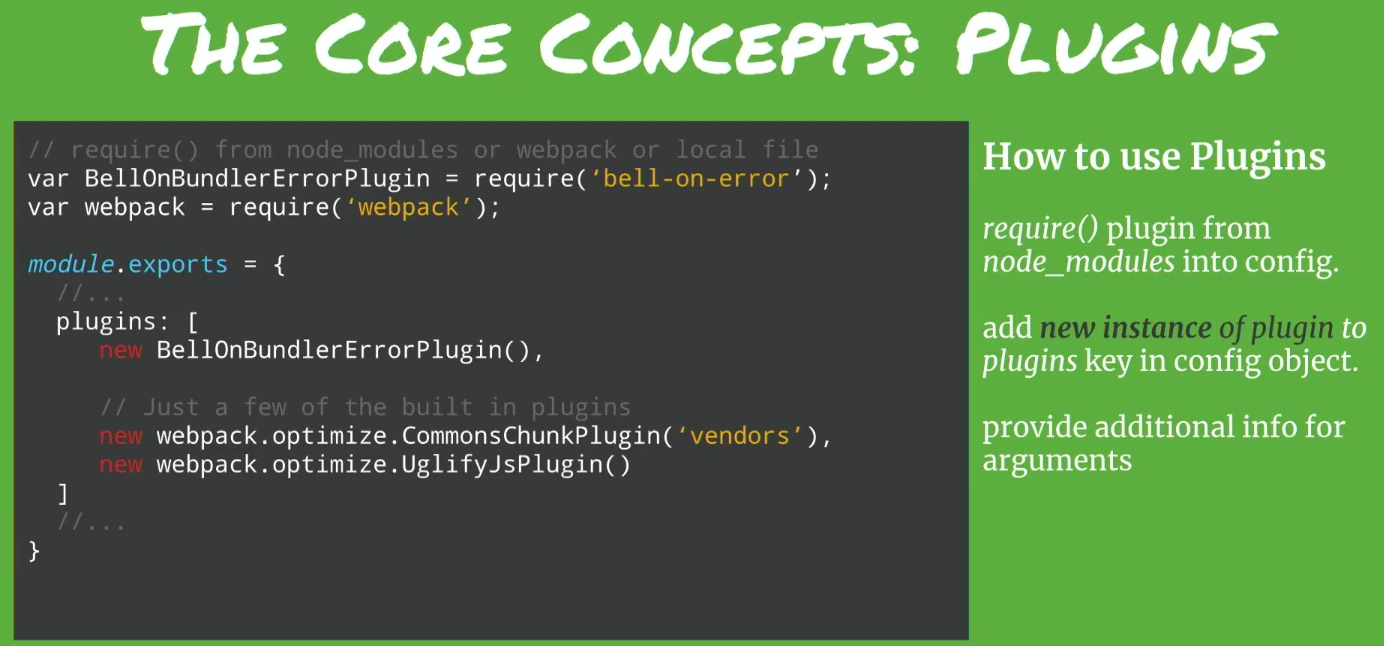 THE CORE CONCEPTS: PLUGINS
// require() from node_modules or webpack or local file
var BellOnBundlerErrorPlugin = require(‘bell-on-error’);
var webpack = require(‘webpack’);
module.exports = {
//...
plugins: [
new BellOnBundlerErrorPlugin(),
// Just a few of the built in plugins
new webpack.optimize.CommonsChunkPlugin(‘vendors’),
new webpack.optimize.UglifyJsPlugin()
]
//...
}
How to use Plugins
require() plugin from
node_modules into config.
add new instance of plugin to
plugins key in config object.
provide additional info for
arguments